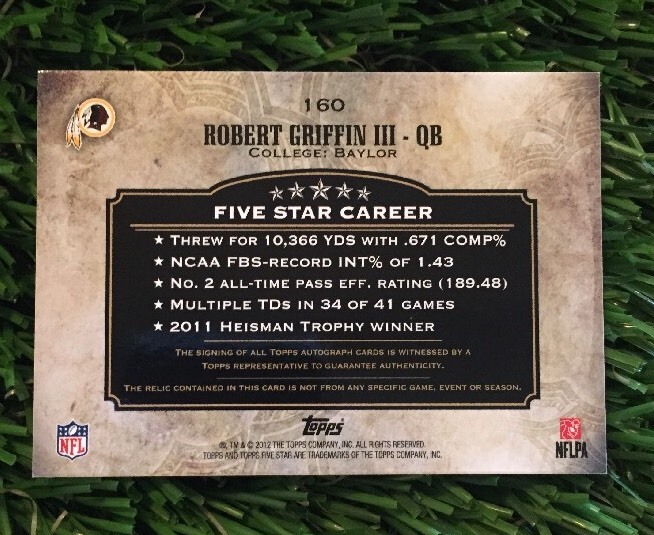 160
ROBERT GRIFFIN III - QB
COLLEGE: BAYLOR
FIVE STAR CAREER
★ THREW FOR 10,366 YDS WITH .671 COMP%
★ NCAA FBS-RECORD INT% OF 1.43
★ NO. 2 ALL-TIME PASS EFF. RATING (189.48)
★ MULTIPLE TDS IN 34 OF 41 GAMES
★ 2011 HEISMAN TROPHY WINNER
THE SIGNING OF ALL TOPPS AUTOGRAPH CARDS IS WITNESSED BY A
TOPPS REPRESENTATIVE TO GUARANTEE AUTHENTICITY.
THE RELIC CONTAINED IN THIS CARD IS NOT FROM ANY SPECIFIC GAME, EVENT OR SEASON.
Topps
NFL
®, TM & © 2012 THE TOPPS COMPANY, INC. ALL RIGHTS RESERVED.
TOPPS AND TOPPS FIVE STAR ARE TRADEMARKS OF THE TOPPS COMPANY, INC.
NFLPA